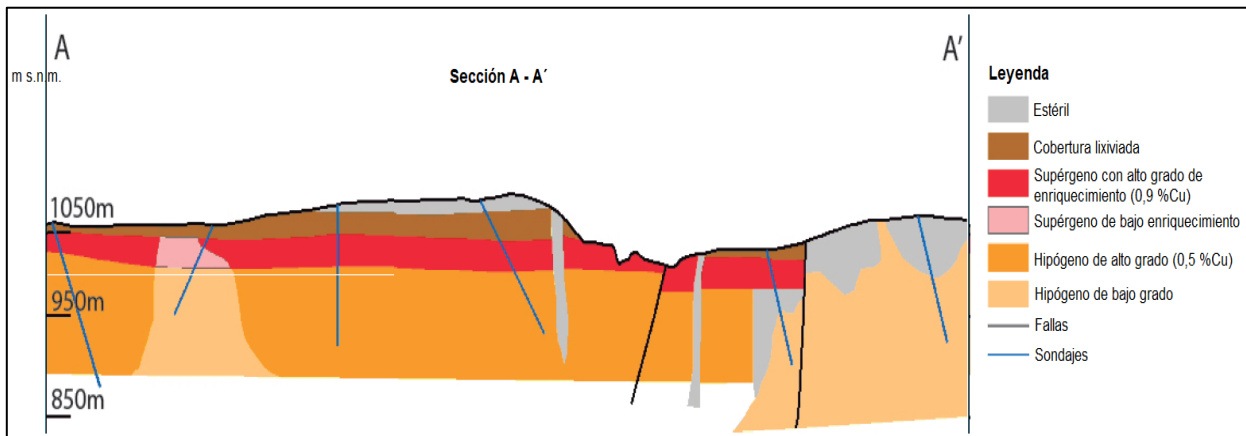 A
A'
m s.n.m.
Sección A - A´
1050m
950m
850m
Leyenda
Estéril
Cobertura lixiviada
Supérgeno con alto grado de
enriquecimiento (0,9 %Cu)
Supérgeno de bajo enriquecimiento
Hipógeno de alto grado (0,5 %Cu)
Hipógeno de bajo grado
Fallas
Sondajes